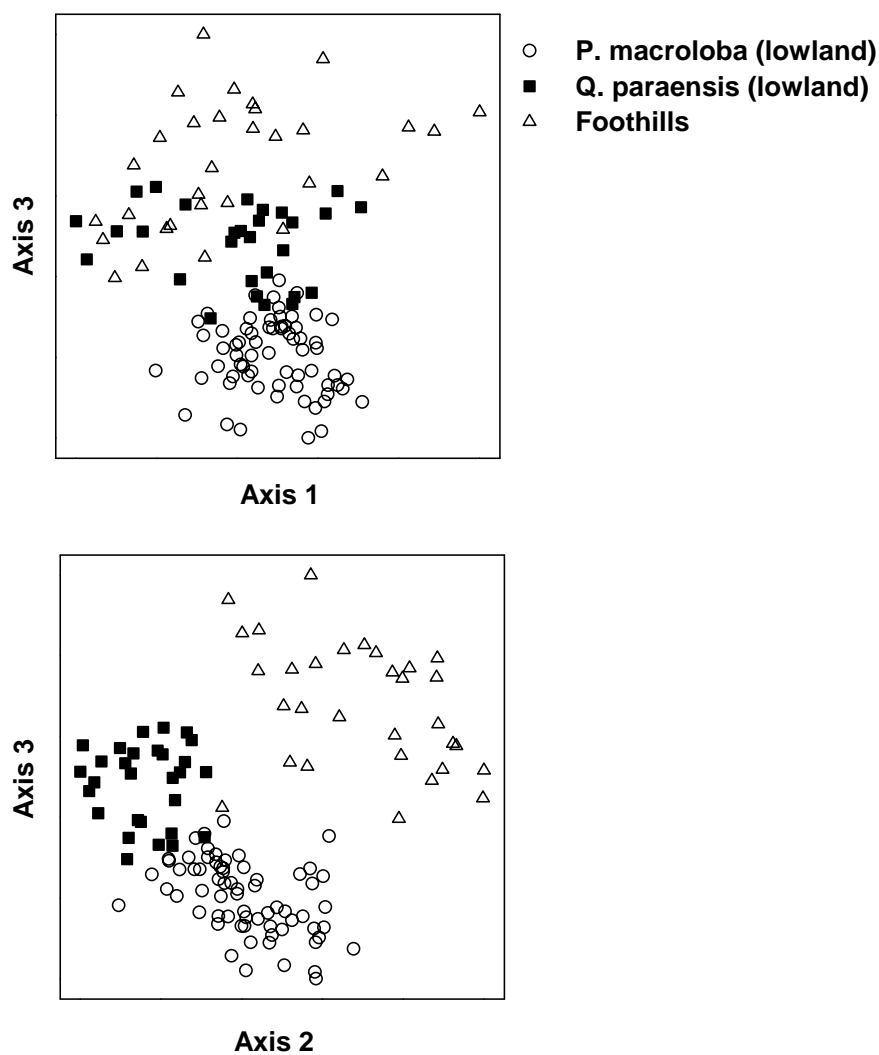 P. macroloba (lowland)
Q. paraensis (lowland)
Foothills
Axis 3
Axis 1
Axis 3
Axis 2